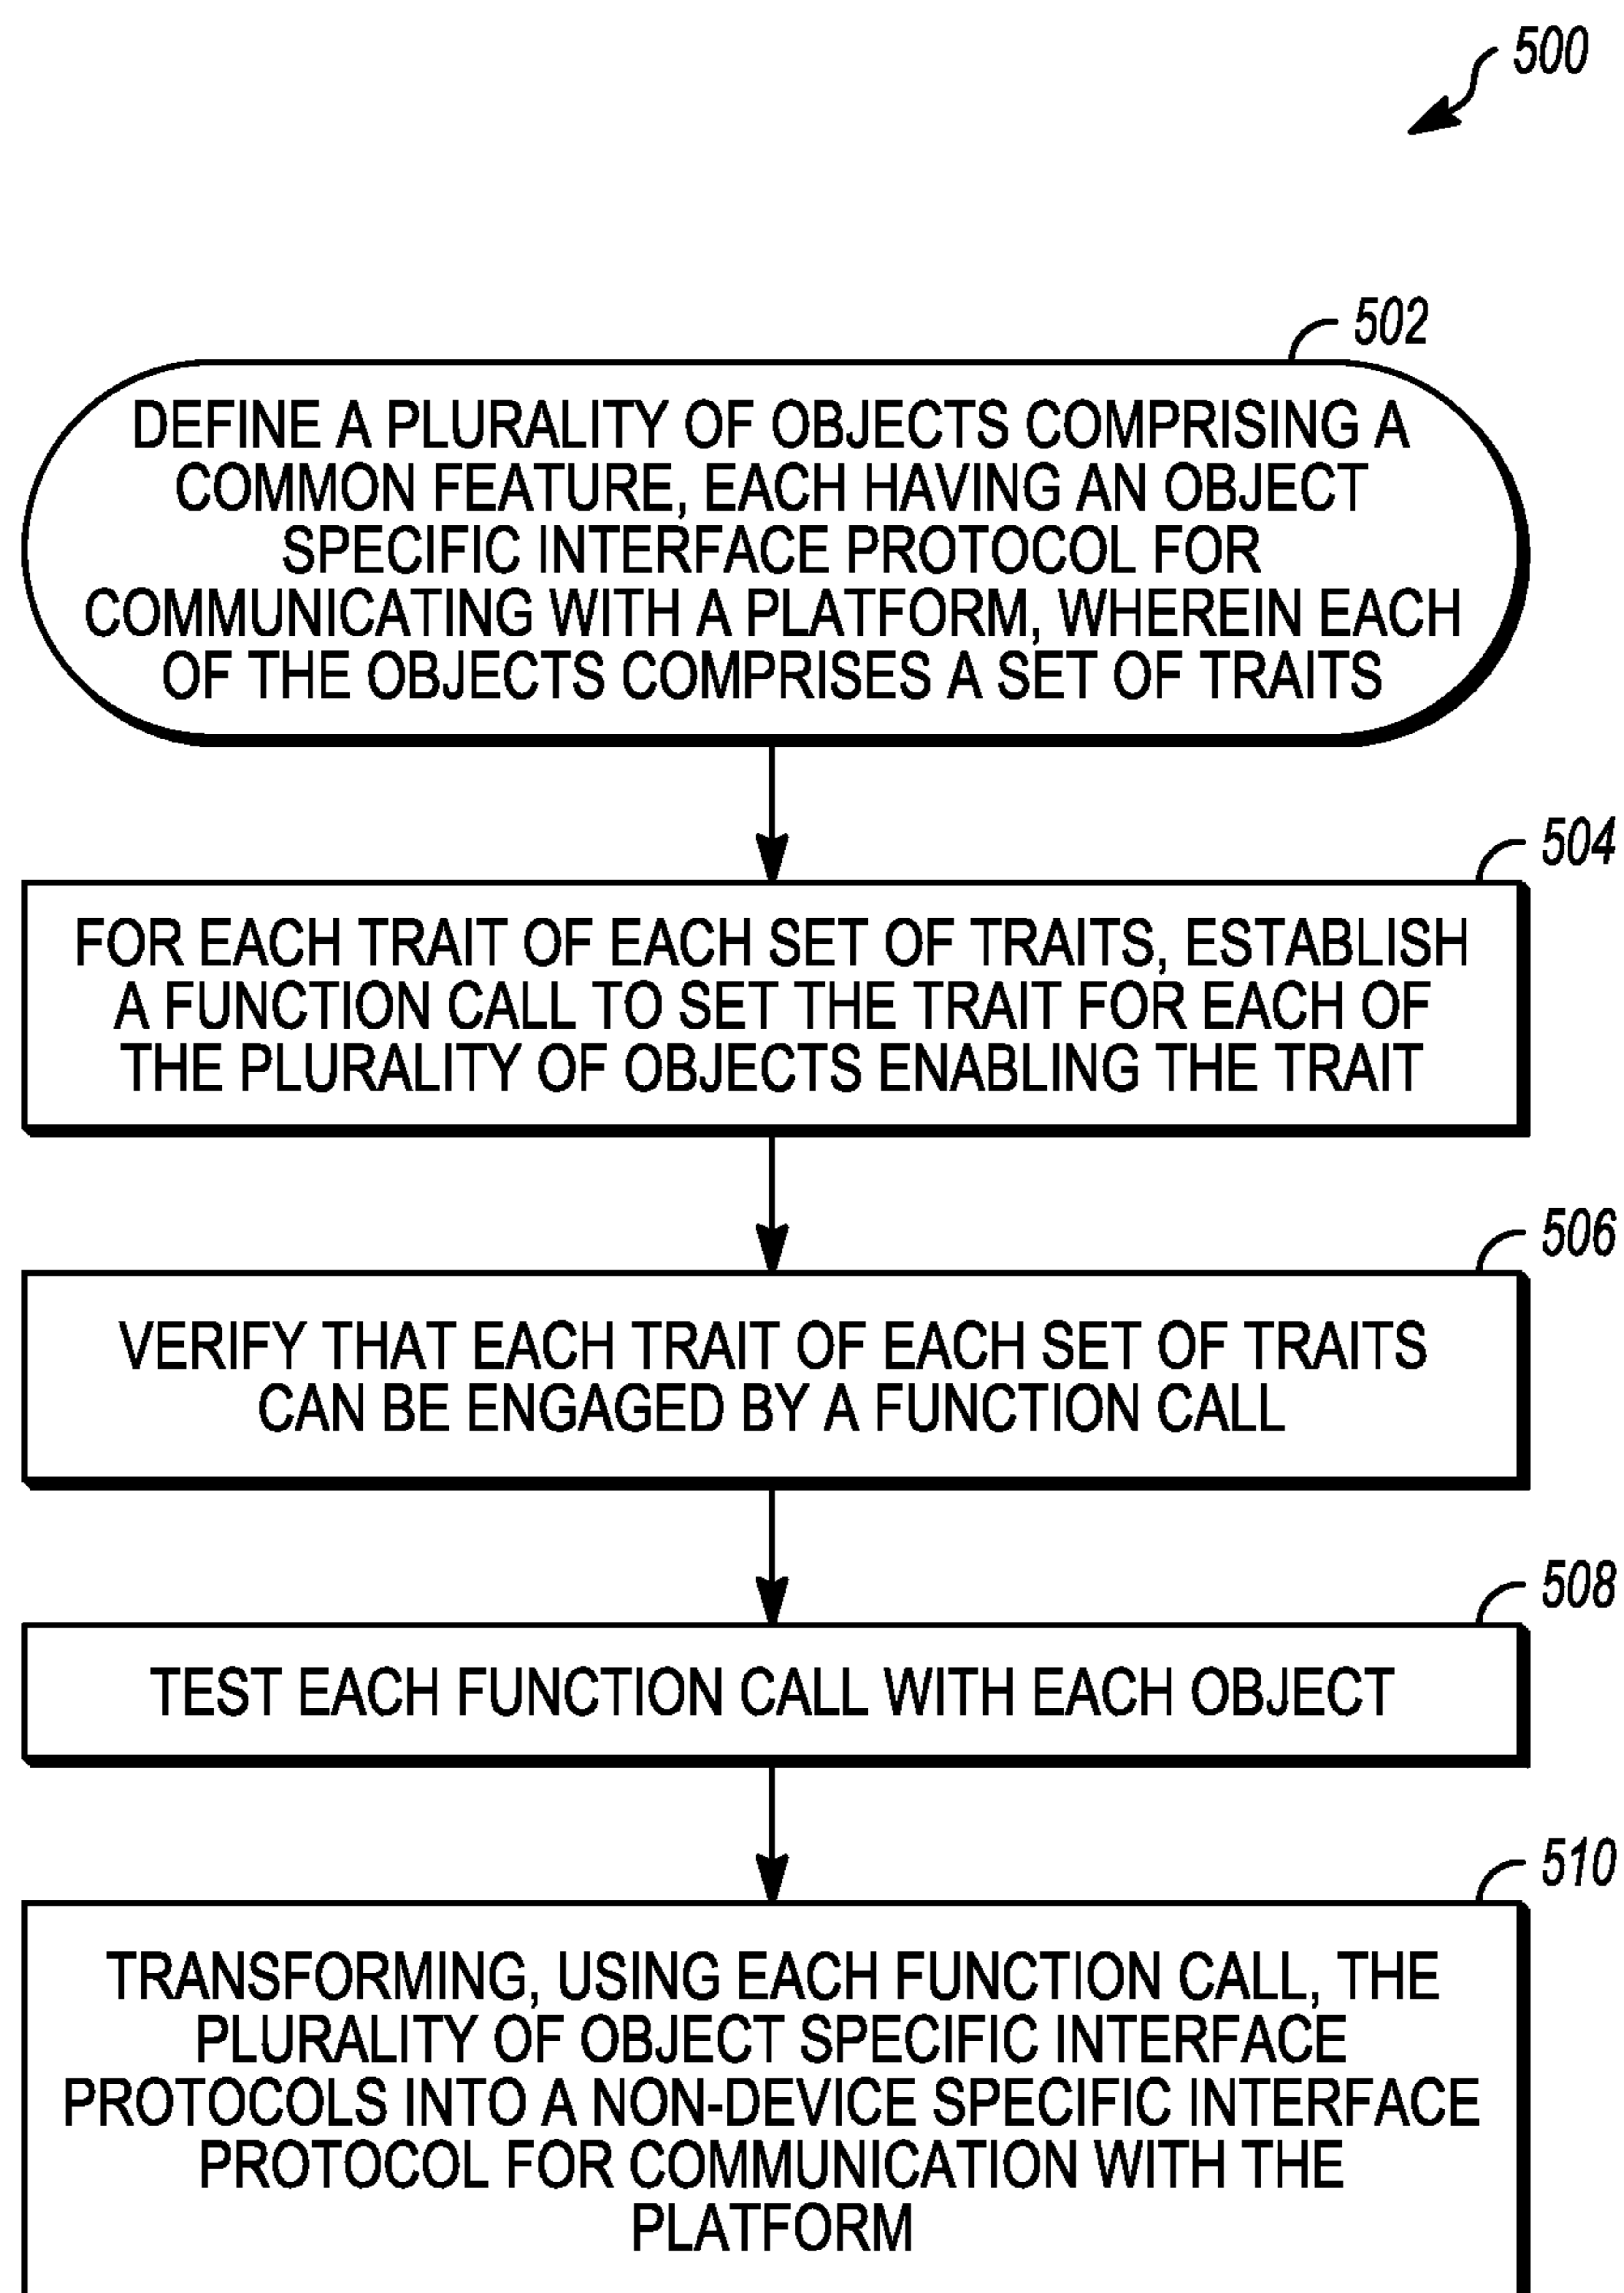 500
502
DEFINE A PLURALITY OF OBJECTS COMPRISING A
COMMON FEATURE, EACH HAVING AN OBJECT
SPECIFIC INTERFACE PROTOCOL FOR
COMMUNICATING WITH A PLATFORM, WHEREIN EACH
OF THE OBJECTS COMPRISES A SET OF TRAITS
504
FOR EACH TRAIT OF EACH SET OF TRAITS, ESTABLISH
A FUNCTION CALL TO SET THE TRAIT FOR EACH OF
THE PLURALITY OF OBJECTS ENABLING THE TRAIT
506
VERIFY THAT EACH TRAIT OF EACH SET OF TRAITS
CAN BE ENGAGED BY A FUNCTION CALL
508
TEST EACH FUNCTION CALL WITH EACH OBJECT
510
TRANSFORMING, USING EACH FUNCTION CALL, THE
PLURALITY OF OBJECT SPECIFIC INTERFACE
PROTOCOLS INTO A NON-DEVICE SPECIFIC INTERFACE
PROTOCOL FOR COMMUNICATION WITH THE
PLATFORM